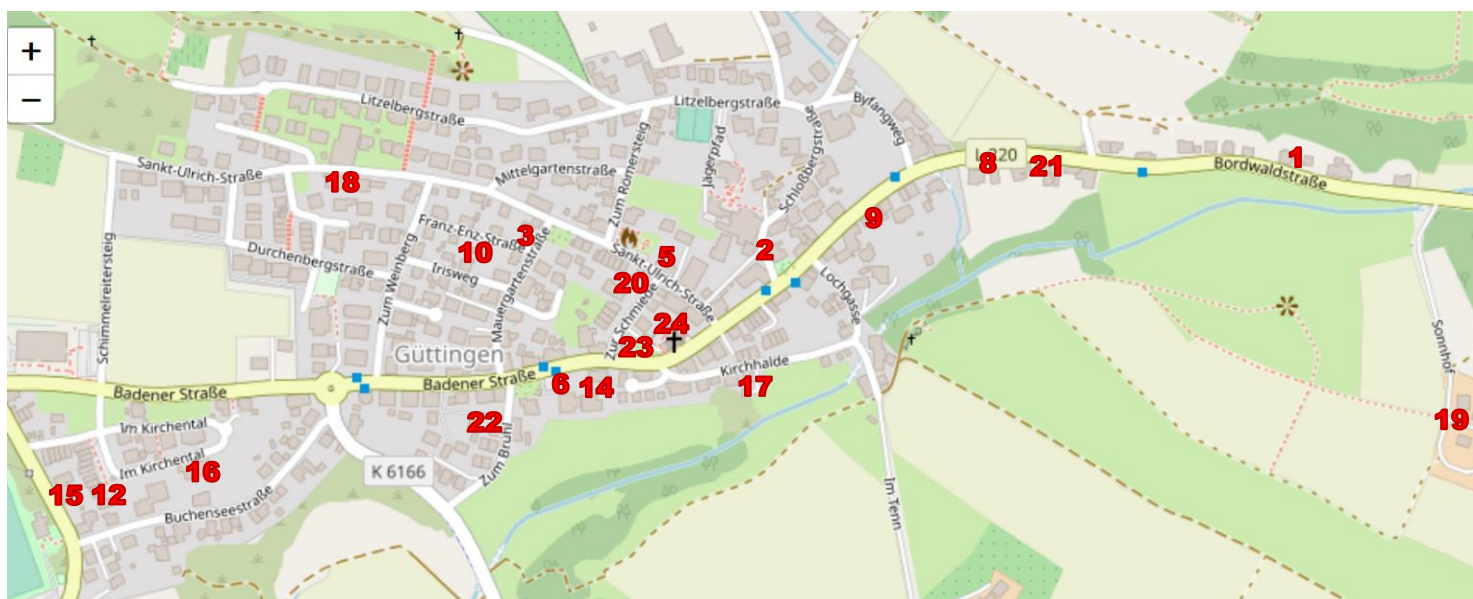 +
−
Litzelbergstraße
Litzelbergstraße
Byfangweg
Schloßbergstraße
Jägerpfad
Zum Römersteig
Mittelgartenstraße
Sankt-Ulrich-Straße
18
L 220
8
21
1
Bordwaldstraße
9
Franz-Enz-Straße
3
10
Irisweg
Durchenbergstraße
Zum Weinberg
Mauergartenstraße
Schimmelreitersteig
5
2
Sankt-Ulrich-Straße
20
Zur Schmiede
24
23
Lochgasse
Güttingen
Kirchhalde
17
Badener Straße
Badener Straße
6
14
22
Zum Brühl
Sonnhof
19
Im Kirchental
Im Kirchental
16
K 6166
15
12
Buchenseestraße
Im Tenn